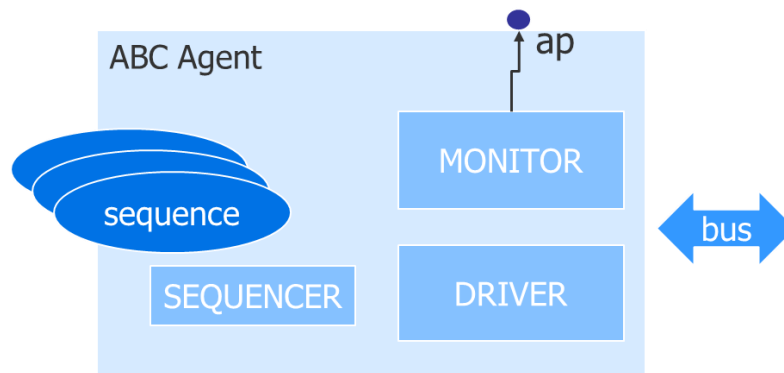 ABC Agent
ap
MONITOR
sequence
bus
SEQUENCER
DRIVER